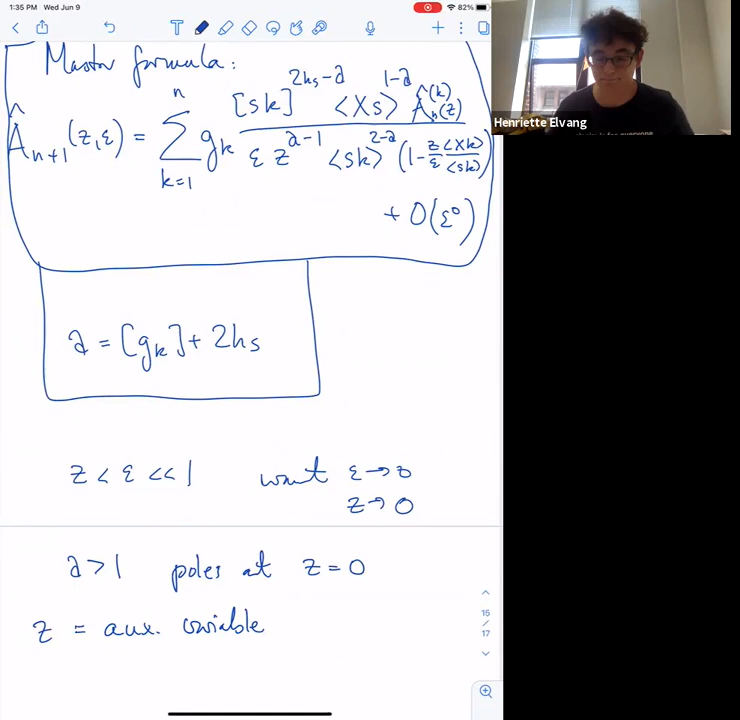 1:35 PM Wed Jun 9
82%
Master formula:
Â_{n+1}(z,ε) = Σ_{k=1}^{n} g_k [sk]^{2h_s-a} <Xs>^{1-a} Â_n^{(k)}(z) / ε z^{a-1} <sk>^{2-a} (1 - z/ε <Xk>/<sk>)
+ O(ε⁰)
a = [g_k] + 2h_s
z < ε << 1 want ε → 0
z → 0
a > 1 poles at z = 0
z = aux. variable
15
/
17
Henriette Elvang